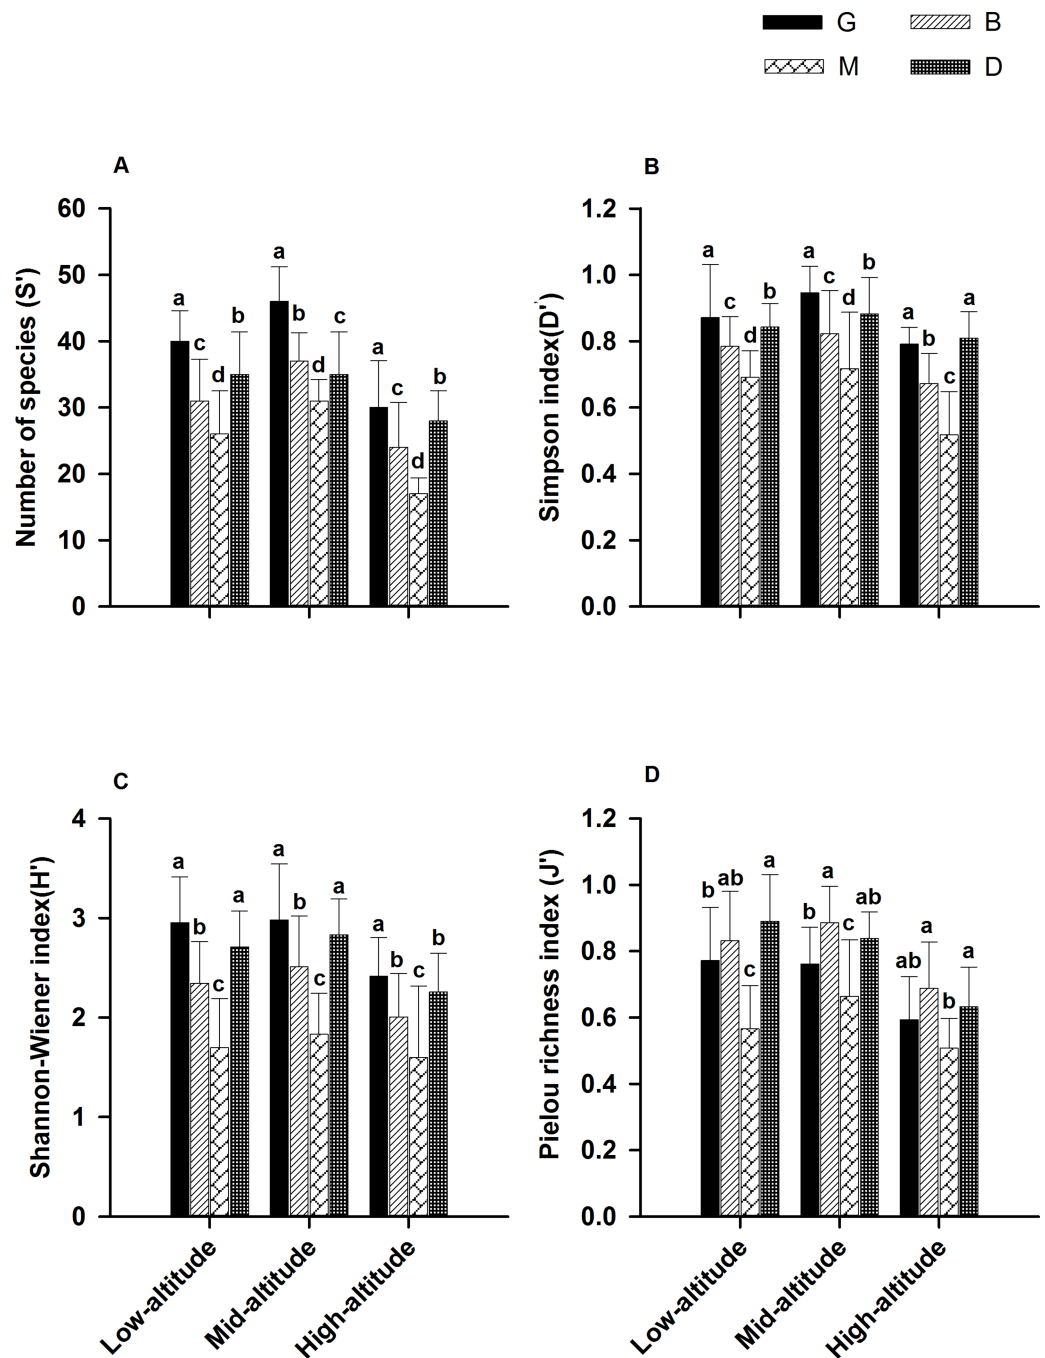 G B
M D
A
Number of species (S')
60
50
40
30
20
10
0
a c d b
a b d c
a c d b
B
Simpson index(D')
1.2
1.0
0.8
0.6
0.4
0.2
0.0
a c d b
a c d b
a b c a
C
Shannon-Wiener index(H')
4
3
2
1
0
a b c a
a b c a
a b c b
Low-altitude
Mid-altitude
High-altitude
D
Pielou richness index (J')
1.2
1.0
0.8
0.6
0.4
0.2
0.0
b ab c a
b a c ab
ab a b a
Low-altitude
Mid-altitude
High-altitude